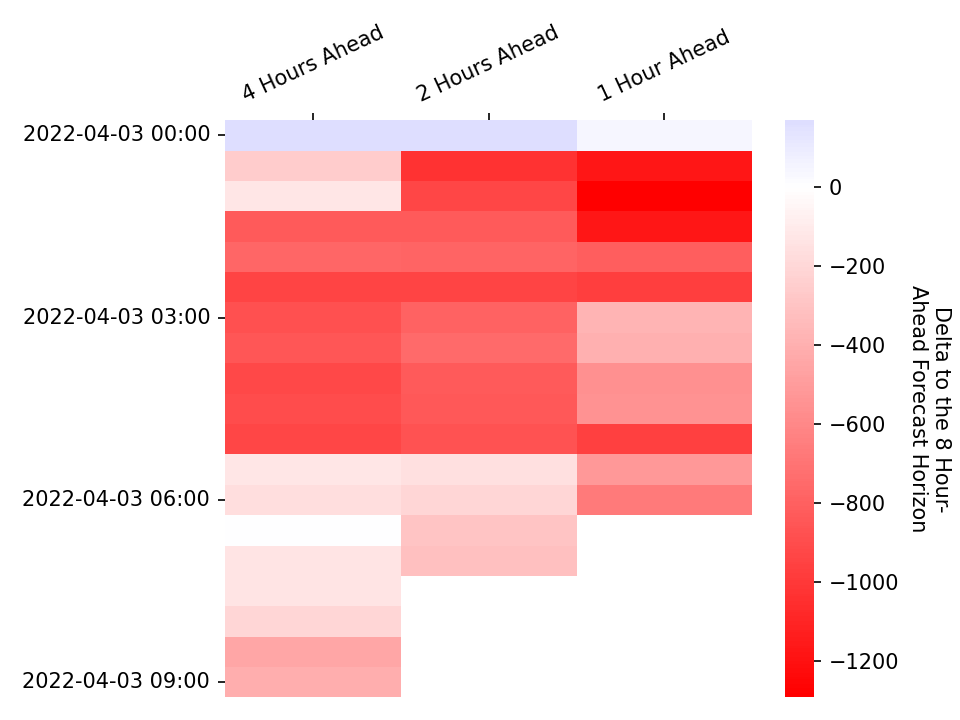 4 Hours Ahead
2 Hours Ahead
1 Hour Ahead
2022-04-03 00:00
2022-04-03 03:00
2022-04-03 06:00
2022-04-03 09:00
0
−200
−400
−600
−800
−1000
−1200
Delta to the 8 Hour-
Ahead Forecast Horizon